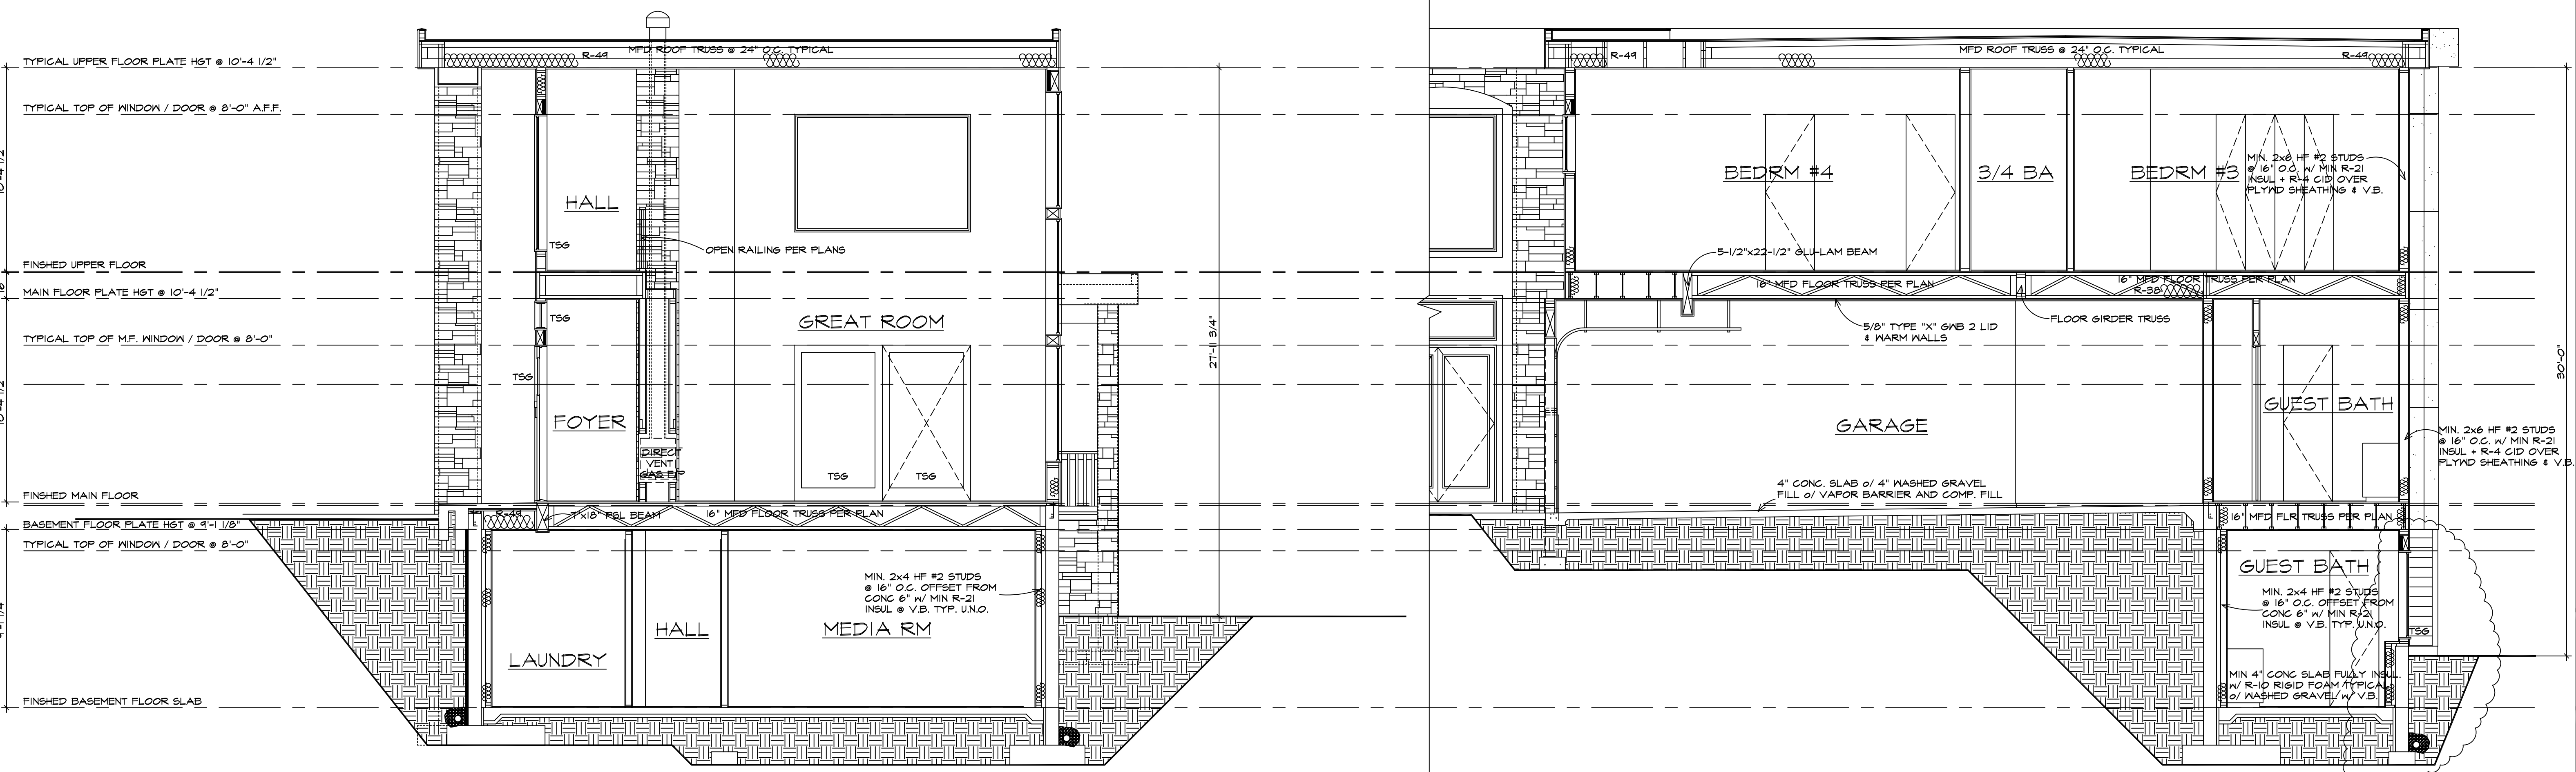 TYPICAL UPPER FLOOR PLATE HGT @ 10'-4 1/2"
TYPICAL TOP OF WINDOW / DOOR @ 8'-0" A.F.F.
FINSHED UPPER FLOOR
MAIN FLOOR PLATE HGT @ 10'-4 1/2"
TYPICAL TOP OF M.F. WINDOW / DOOR @ 8'-0"
FINSHED MAIN FLOOR
BASEMENT FLOOR PLATE HGT @ 9'-1 1/8"
TYPICAL TOP OF WINDOW / DOOR @ 8'-0"
FINSHED BASEMENT FLOOR SLAB
R-49
MFD ROOF TRUSS @ 24" O.C. TYPICAL
HALL
TSG
OPEN RAILING PER PLANS
TSG
GREAT ROOM
TSG
FOYER
DIRECT
VENT
GAS F/P
TSG
TSG
R-49
7"x18" PSL BEAM
16" MFD FLOOR TRUSS PER PLAN
MIN. 2x4 HF #2 STUDS
@ 16" O.C. OFFSET FROM
CONC 6" W/ MIN R-21
INSUL @ V.B. TYP. U.N.O.
LAUNDRY
HALL
MEDIA RM
27'-11 3/4"
R-49
MFD ROOF TRUSS @ 24" O.C. TYPICAL
R-49
BEDRM #4
3/4 BA
BEDRM #3
MIN. 2x6 HF #2 STUDS
@ 16" O.C. W/ MIN R-21
INSUL + R-4 CID OVER
PLYWD SHEATHING & V.B.
5-1/2"x22-1/2" GLU-LAM BEAM
16" MFD FLOOR TRUSS PER PLAN
16" MFD FLOOR TRUSS PER PLAN
R-38
FLOOR GIRDER TRUSS
5/8" TYPE "X" GWB 2 LID
& WARM WALLS
GARAGE
GUEST BATH
MIN. 2x6 HF #2 STUDS
@ 16" O.C. W/ MIN R-21
INSUL + R-4 CID OVER
PLYWD SHEATHING & V.B.
4" CONC. SLAB o/ 4" WASHED GRAVEL
FILL o/ VAPOR BARRIER AND COMP. FILL
16" MFD FLR TRUSS PER PLAN
GUEST BATH
MIN. 2x4 HF #2 STUDS
@ 16" O.C. OFFSET FROM
CONC 6" W/ MIN R-21
INSUL @ V.B. TYP. U.N.O.
TSG
MIN 4" CONC SLAB FULLY INSUL.
W/ R-10 RIGID FOAM TYPICAL
o/ WASHED GRAVEL W/ V.B.
30'-0"